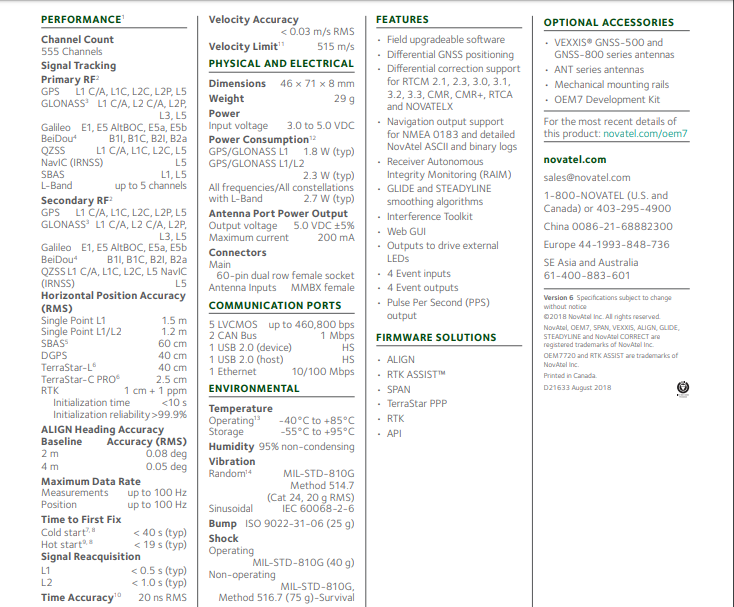 PERFORMANCE¹
Channel Count
555 Channels
Signal Tracking
Primary RF²
GPS L1 C/A, L1C, L2C, L2P, L5
GLONASS³ L1 C/A, L2 C/A, L2P,
L3, L5
Galileo E1, E5 AltBOC, E5a, E5b
BeiDou⁴ B1I, B1C, B2I, B2a
QZSS L1 C/A, L1C, L2C, L5
NavIC (IRNSS) L5
SBAS L1, L5
L-Band up to 5 channels
Secondary RF²
GPS L1 C/A, L1C, L2C, L2P, L5
GLONASS³ L1 C/A, L2 C/A, L2P,
L3, L5
Galileo E1, E5 AltBOC, E5a, E5b
BeiDou⁴ B1I, B1C, B2I, B2a
QZSS L1 C/A, L1C, L2C, L5 NavIC
(IRNSS) L5
Horizontal Position Accuracy
(RMS)
Single Point L1 1.5 m
Single Point L1/L2 1.2 m
SBAS⁵ 60 cm
DGPS 40 cm
TerraStar-L⁶ 40 cm
TerraStar-C PRO⁶ 2.5 cm
RTK 1 cm + 1 ppm
Initialization time <10 s
Initialization reliability >99.9%
ALIGN Heading Accuracy
Baseline Accuracy (RMS)
2 m 0.08 deg
4 m 0.05 deg
Maximum Data Rate
Measurements up to 100 Hz
Position up to 100 Hz
Time to First Fix
Cold start⁷,⁸ < 40 s (typ)
Hot start⁹,⁸ < 19 s (typ)
Signal Reacquisition
L1 < 0.5 s (typ)
L2 < 1.0 s (typ)
Time Accuracy¹⁰ 20 ns RMS
Velocity Accuracy
< 0.03 m/s RMS
Velocity Limit¹¹ 515 m/s
PHYSICAL AND ELECTRICAL
Dimensions 46 × 71 × 8 mm
Weight 29 g
Power
Input voltage 3.0 to 5.0 VDC
Power Consumption¹²
GPS/GLONASS L1 1.8 W (typ)
GPS/GLONASS L1/L2
2.3 W (typ)
All frequencies/All constellations
with L-Band 2.7 W (typ)
Antenna Port Power Output
Output voltage 5.0 VDC ±5%
Maximum current 200 mA
Connectors
Main
60-pin dual row female socket
Antenna Inputs MMBX female
COMMUNICATION PORTS
5 LVCMOS up to 460,800 bps
2 CAN Bus 1 Mbps
1 USB 2.0 (device) HS
1 USB 2.0 (host) HS
1 Ethernet 10/100 Mbps
ENVIRONMENTAL
Temperature
Operating¹³ -40°C to +85°C
Storage -55°C to +95°C
Humidity 95% non-condensing
Vibration
Random¹⁴ MIL-STD-810G
Method 514.7
(Cat 24, 20 g RMS)
Sinusoidal IEC 60068-2-6
Bump ISO 9022-31-06 (25 g)
Shock
Operating
MIL-STD-810G (40 g)
Non-operating
MIL-STD-810G,
Method 516.7 (75 g)-Survival
FEATURES
• Field upgradeable software
• Differential GNSS positioning
• Differential correction support
for RTCM 2.1, 2.3, 3.0, 3.1,
3.2, 3.3, CMR, CMR+, RTCA
and NOVATELX
• Navigation output support
for NMEA 0183 and detailed
NovAtel ASCII and binary logs
• Receiver Autonomous
Integrity Monitoring (RAIM)
• GLIDE and STEADYLINE
smoothing algorithms
• Interference Toolkit
• Web GUI
• Outputs to drive external
LEDs
• 4 Event inputs
• 4 Event outputs
• Pulse Per Second (PPS)
output
FIRMWARE SOLUTIONS
• ALIGN
• RTK ASSIST™
• SPAN
• TerraStar PPP
• RTK
• API
OPTIONAL ACCESSORIES
• VEXXIS® GNSS-500 and
GNSS-800 series antennas
• ANT series antennas
• Mechanical mounting rails
• OEM7 Development Kit
For the most recent details of
this product: novatel.com/oem7
novatel.com
sales@novatel.com
1-800-NOVATEL (U.S. and
Canada) or 403-295-4900
China 0086-21-68882300
Europe 44-1993-848-736
SE Asia and Australia
61-400-883-601
Version 6 Specifications subject to change
without notice
©2018 NovAtel Inc. All rights reserved.
NovAtel, OEM7, SPAN, VEXXIS, ALIGN, GLIDE,
STEADYLINE and NovAtel CORRECT are
registered trademarks of NovAtel Inc.
OEM7720 and RTK ASSIST are trademarks of
NovAtel Inc.
Printed in Canada.
D21633 August 2018